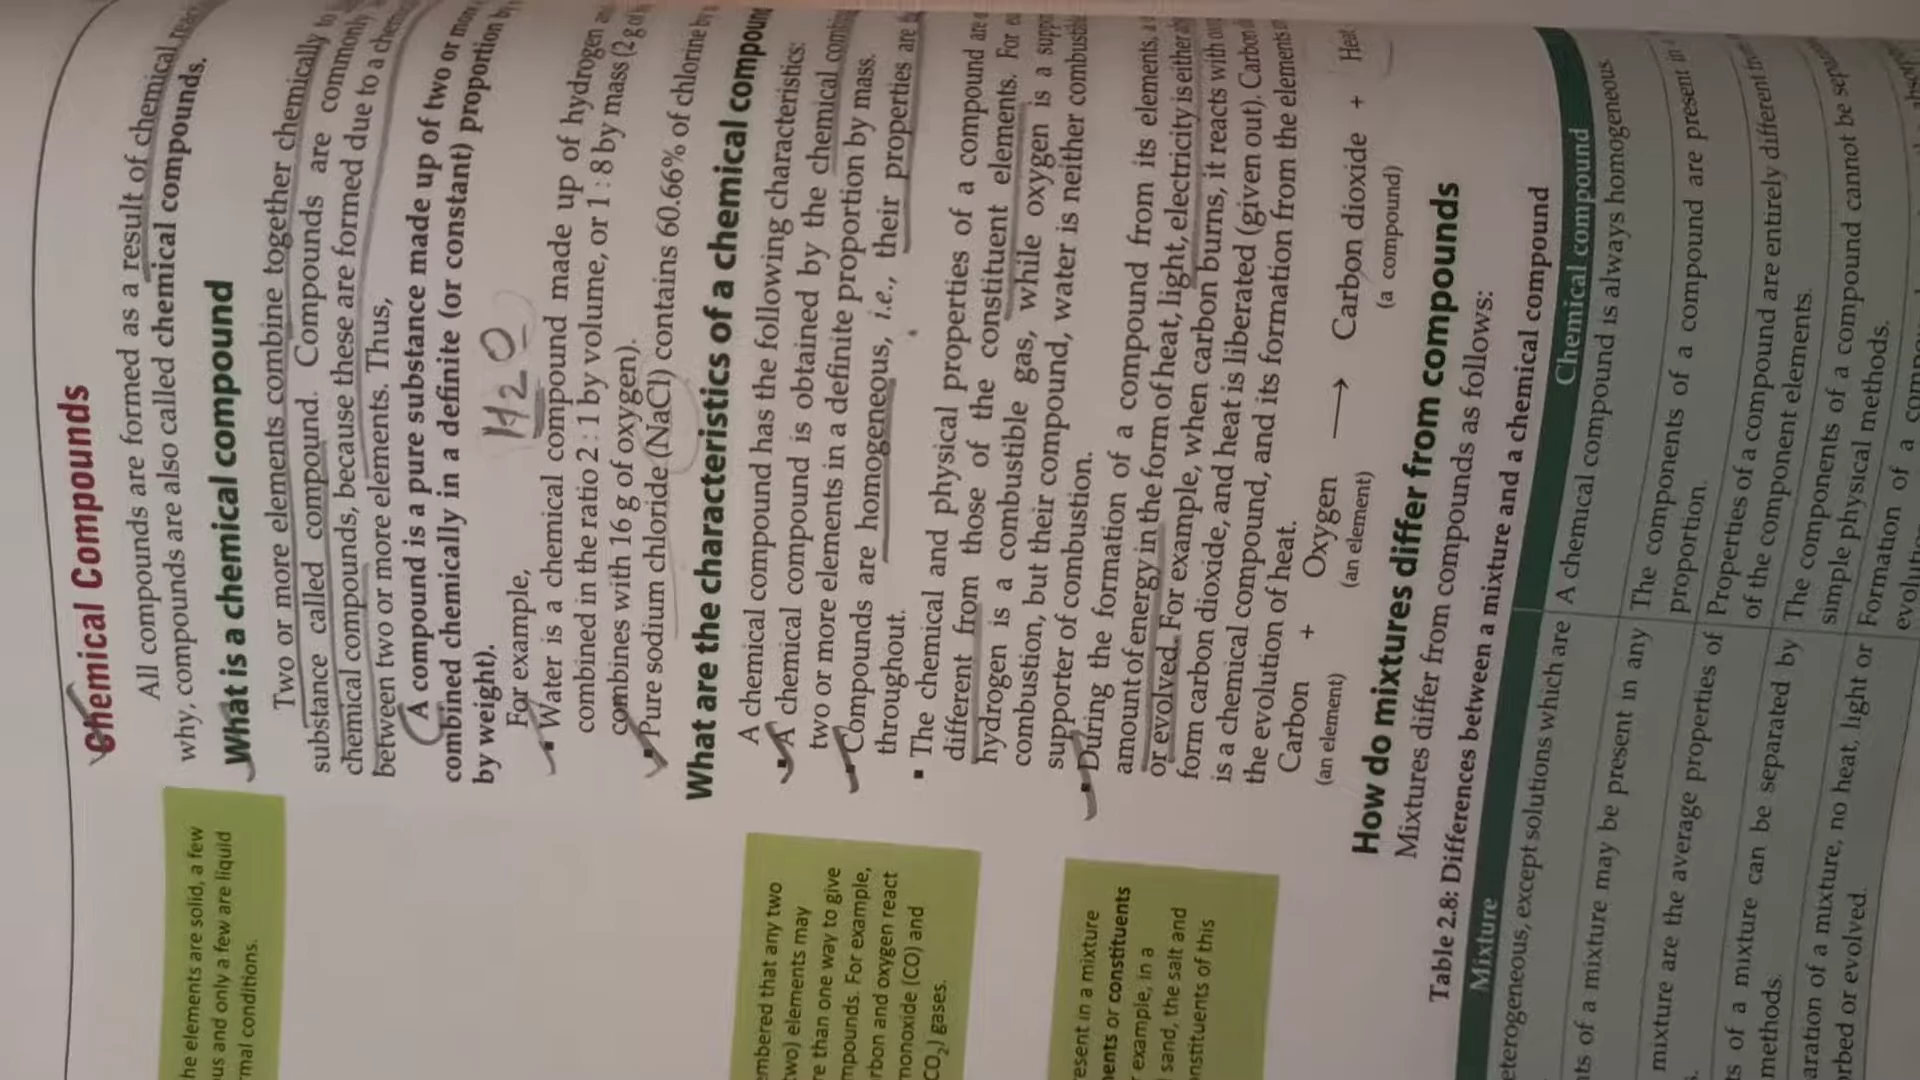 Chemical Compounds
All compounds are formed as a result of chemical
why, compounds are also called chemical compounds.
What is a chemical compound
Two or more elements combine together chemically to
substance called compound. Compounds are commonly
chemical compounds, because these are formed due to a
between two or more elements. Thus,
A compound is a pure substance made up of two or more
combined chemically in a definite (or constant) proportion
by weight).
H2O
For example,
▪ Water is a chemical compound made up of hydrogen
combined in the ratio 2 : 1 by volume, or 1 : 8 by mass (2 g of
combines with 16 g of oxygen).
▪ Pure sodium chloride (NaCl) contains 60.66% of chlorine by
What are the characteristics of a chemical compound
A chemical compound has the following characteristics:
▪ A chemical compound is obtained by the chemical
two or more elements in a definite proportion by mass.
▪ Compounds are homogeneous, i.e., their properties are
throughout.
▪ The chemical and physical properties of a compound are
different from those of the constituent elements. For
hydrogen is a combustible gas, while oxygen is a
combustion, but their compound, water is neither
supporter of combustion.
▪ During the formation of a compound from its elements,
amount of energy in the form of heat, light, electricity is either
or evolved. For example, when carbon burns, it reacts with
form carbon dioxide, and heat is liberated (given out). Carbon
is a chemical compound, and its formation from the elements
the evolution of heat.
Carbon + Oxygen ⟶ Carbon dioxide + Heat
(an element) (an element) (a compound)
How do mixtures differ from compounds
Mixtures differ from compounds as follows:
Table 2.8: Differences between a mixture and a chemical compound
Mixture Chemical compound
heterogeneous, except solutions which are
A chemical compound is always homogeneous
of a mixture may be present in any
The components of a compound are present in
proportion.
mixture are the average properties of
Properties of a compound are entirely different
of the component elements.
of a mixture can be separated by
methods.
The components of a compound cannot be
simple physical methods.
of a mixture, no heat, light or
or evolved.
Formation of a
the elements are solid, a few
and only a few are liquid
conditions.
that any two
two) elements may
than one way to give
For example,
carbon and oxygen react
monoxide (CO) and
CO₂) gases.
present in a mixture
or constituents
example, in a
sand, the salt and
constituents of this